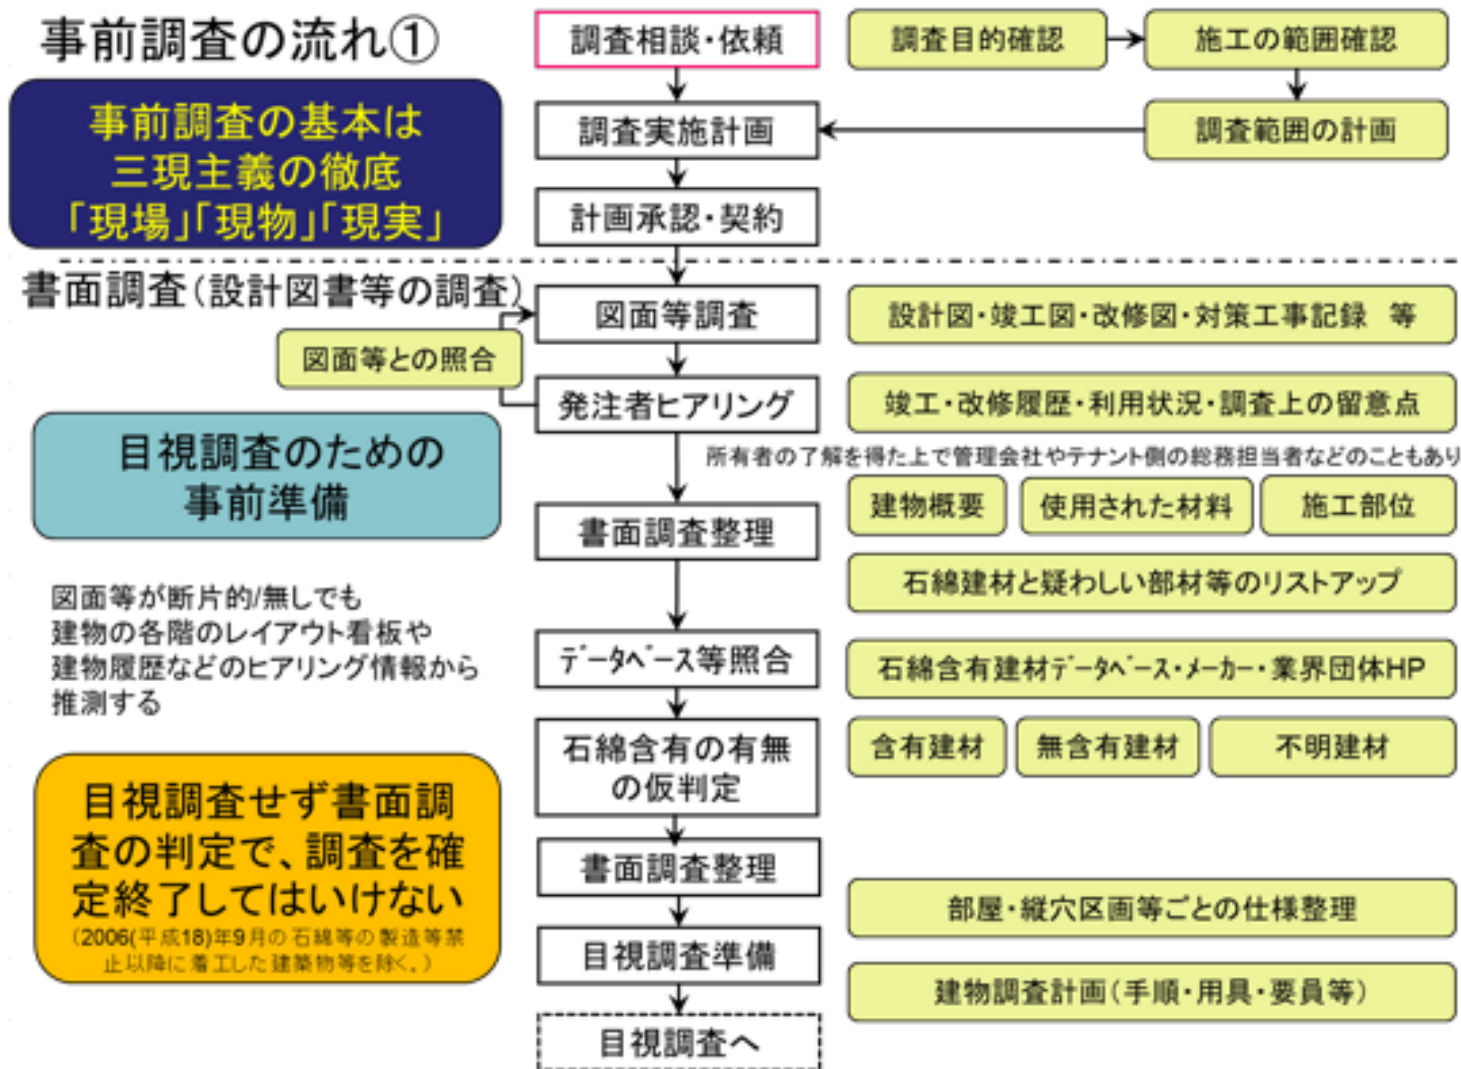 事前調査の流れ①
調査相談・依頼
調査目的確認
施工の範囲確認
事前調査の基本は
三現主義の徹底
「現場」「現物」「現実」
調査実施計画
調査範囲の計画
計画承認・契約
書面調査(設計図書等の調査)
図面等調査
設計図・竣工図・改修図・対策工事記録 等
図面等との照合
発注者ヒアリング
竣工・改修履歴・利用状況・調査上の留意点
所有者の了解を得た上で管理会社やテナント側の総務担当者などのこともあり
目視調査のための
事前準備
書面調査整理
建物概要
使用された材料
施工部位
石綿建材と疑わしい部材等のリストアップ
図面等が断片的/無しでも
建物の各階のレイアウト看板や
建物履歴などのヒアリング情報から
推測する
データベース等照合
石綿含有建材データベース・メーカー・業界団体HP
石綿含有の有無
の仮判定
含有建材
無含有建材
不明建材
目視調査せず書面調
査の判定で、調査を確
定終了してはいけない
(2006(平成18)年9月の石綿等の製造等禁
止以降に着工した建築物等を除く。)
書面調査整理
部屋・縦穴区画等ごとの仕様整理
目視調査準備
建物調査計画(手順・用具・要員等)
目視調査へ